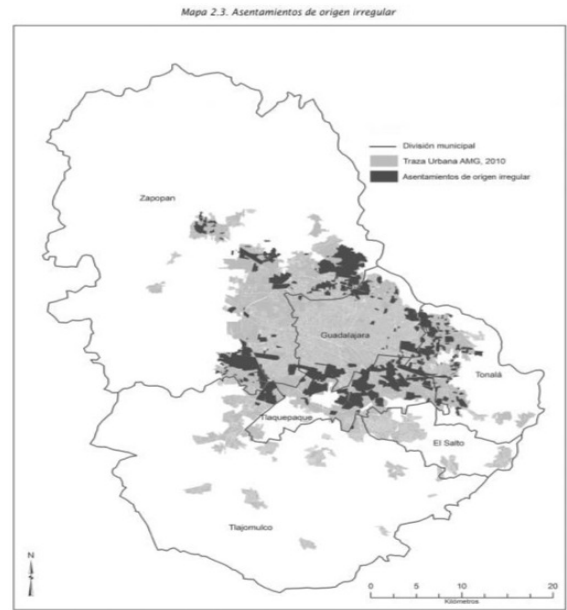 Mapa 2.3. Asentamientos de origen irregular
División municipal
Traza Urbana AMG, 2010
Asentamientos de origen irregular
Zapopan
Guadalajara
Tonalá
Tlaquepaque
El Salto
Tlajomulco
N
0 5 10 20
Kilómetros